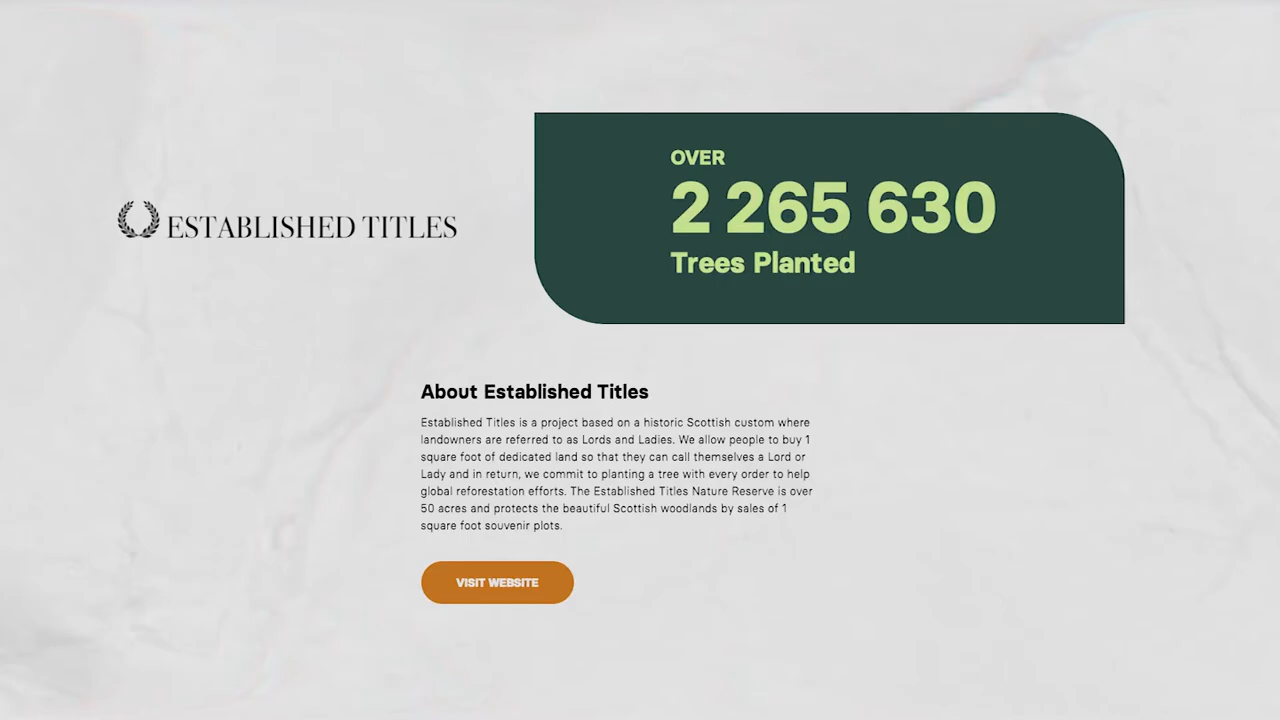 ESTABLISHED TITLES
OVER
2 265 630
Trees Planted
About Established Titles
Established Titles is a project based on a historic Scottish custom where
landowners are referred to as Lords and Ladies. We allow people to buy 1
square foot of dedicated land so that they can call themselves a Lord or
Lady and in return, we commit to planting a tree with every order to help
global reforestation efforts. The Established Titles Nature Reserve is over
50 acres and protects the beautiful Scottish woodlands by sales of 1
square foot souvenir plots.
VISIT WEBSITE